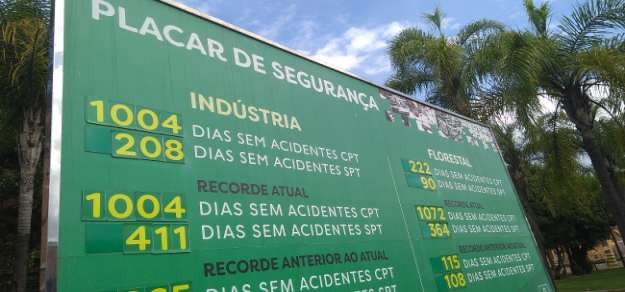 PLACAR DE SEGURANÇA
INDÚSTRIA
1004 DIAS SEM ACIDENTES CPT
208 DIAS SEM ACIDENTES SPT
RECORDE ATUAL
1004 DIAS SEM ACIDENTES CPT
411 DIAS SEM ACIDENTES SPT
RECORDE ANTERIOR AO ATUAL
DIAS SEM ACIDENTES CPT
FLORESTAL
222 DIAS SEM ACIDENTES CPT
90 DIAS SEM ACIDENTES SPT
RECORDE ATUAL
1072 DIAS SEM ACIDENTES CPT
364 DIAS SEM ACIDENTES SPT
RECORDE ANTERIOR AO ATUAL
115 DIAS SEM ACIDENTES CPT
108 DIAS SEM ACIDENTES SPT